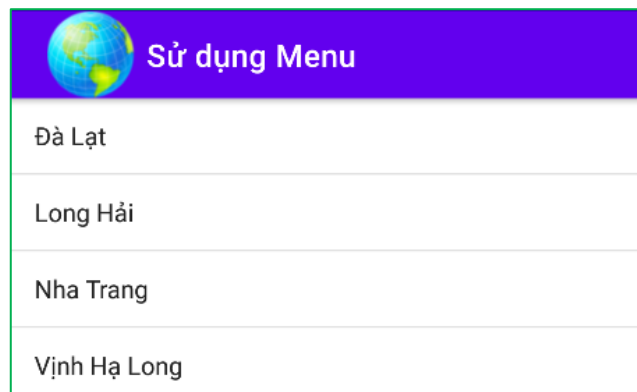 Sử dụng Menu
Đà Lạt
Long Hải
Nha Trang
Vịnh Hạ Long